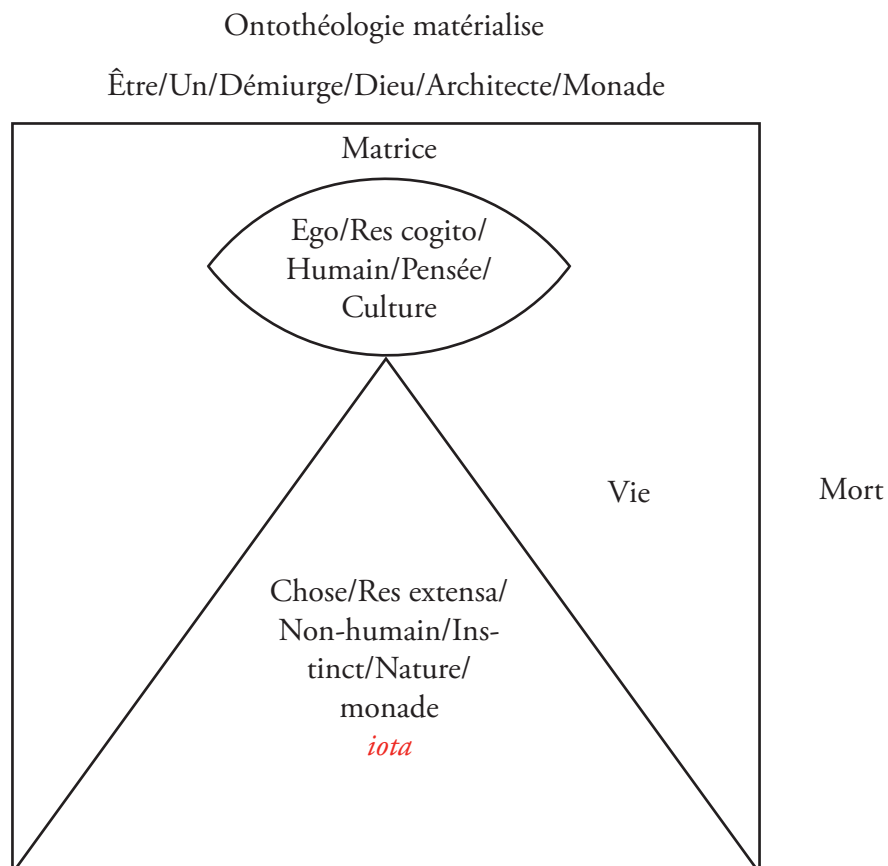 Ontothéologie matérialise
Être/Un/Démiurge/Dieu/Architecte/Monade
Matrice
Ego/Res cogito/
Humain/Pensée/
Culture
Vie
Mort
Chose/Res extensa/
Non-humain/Ins-
tinct/Nature/
monade
iota